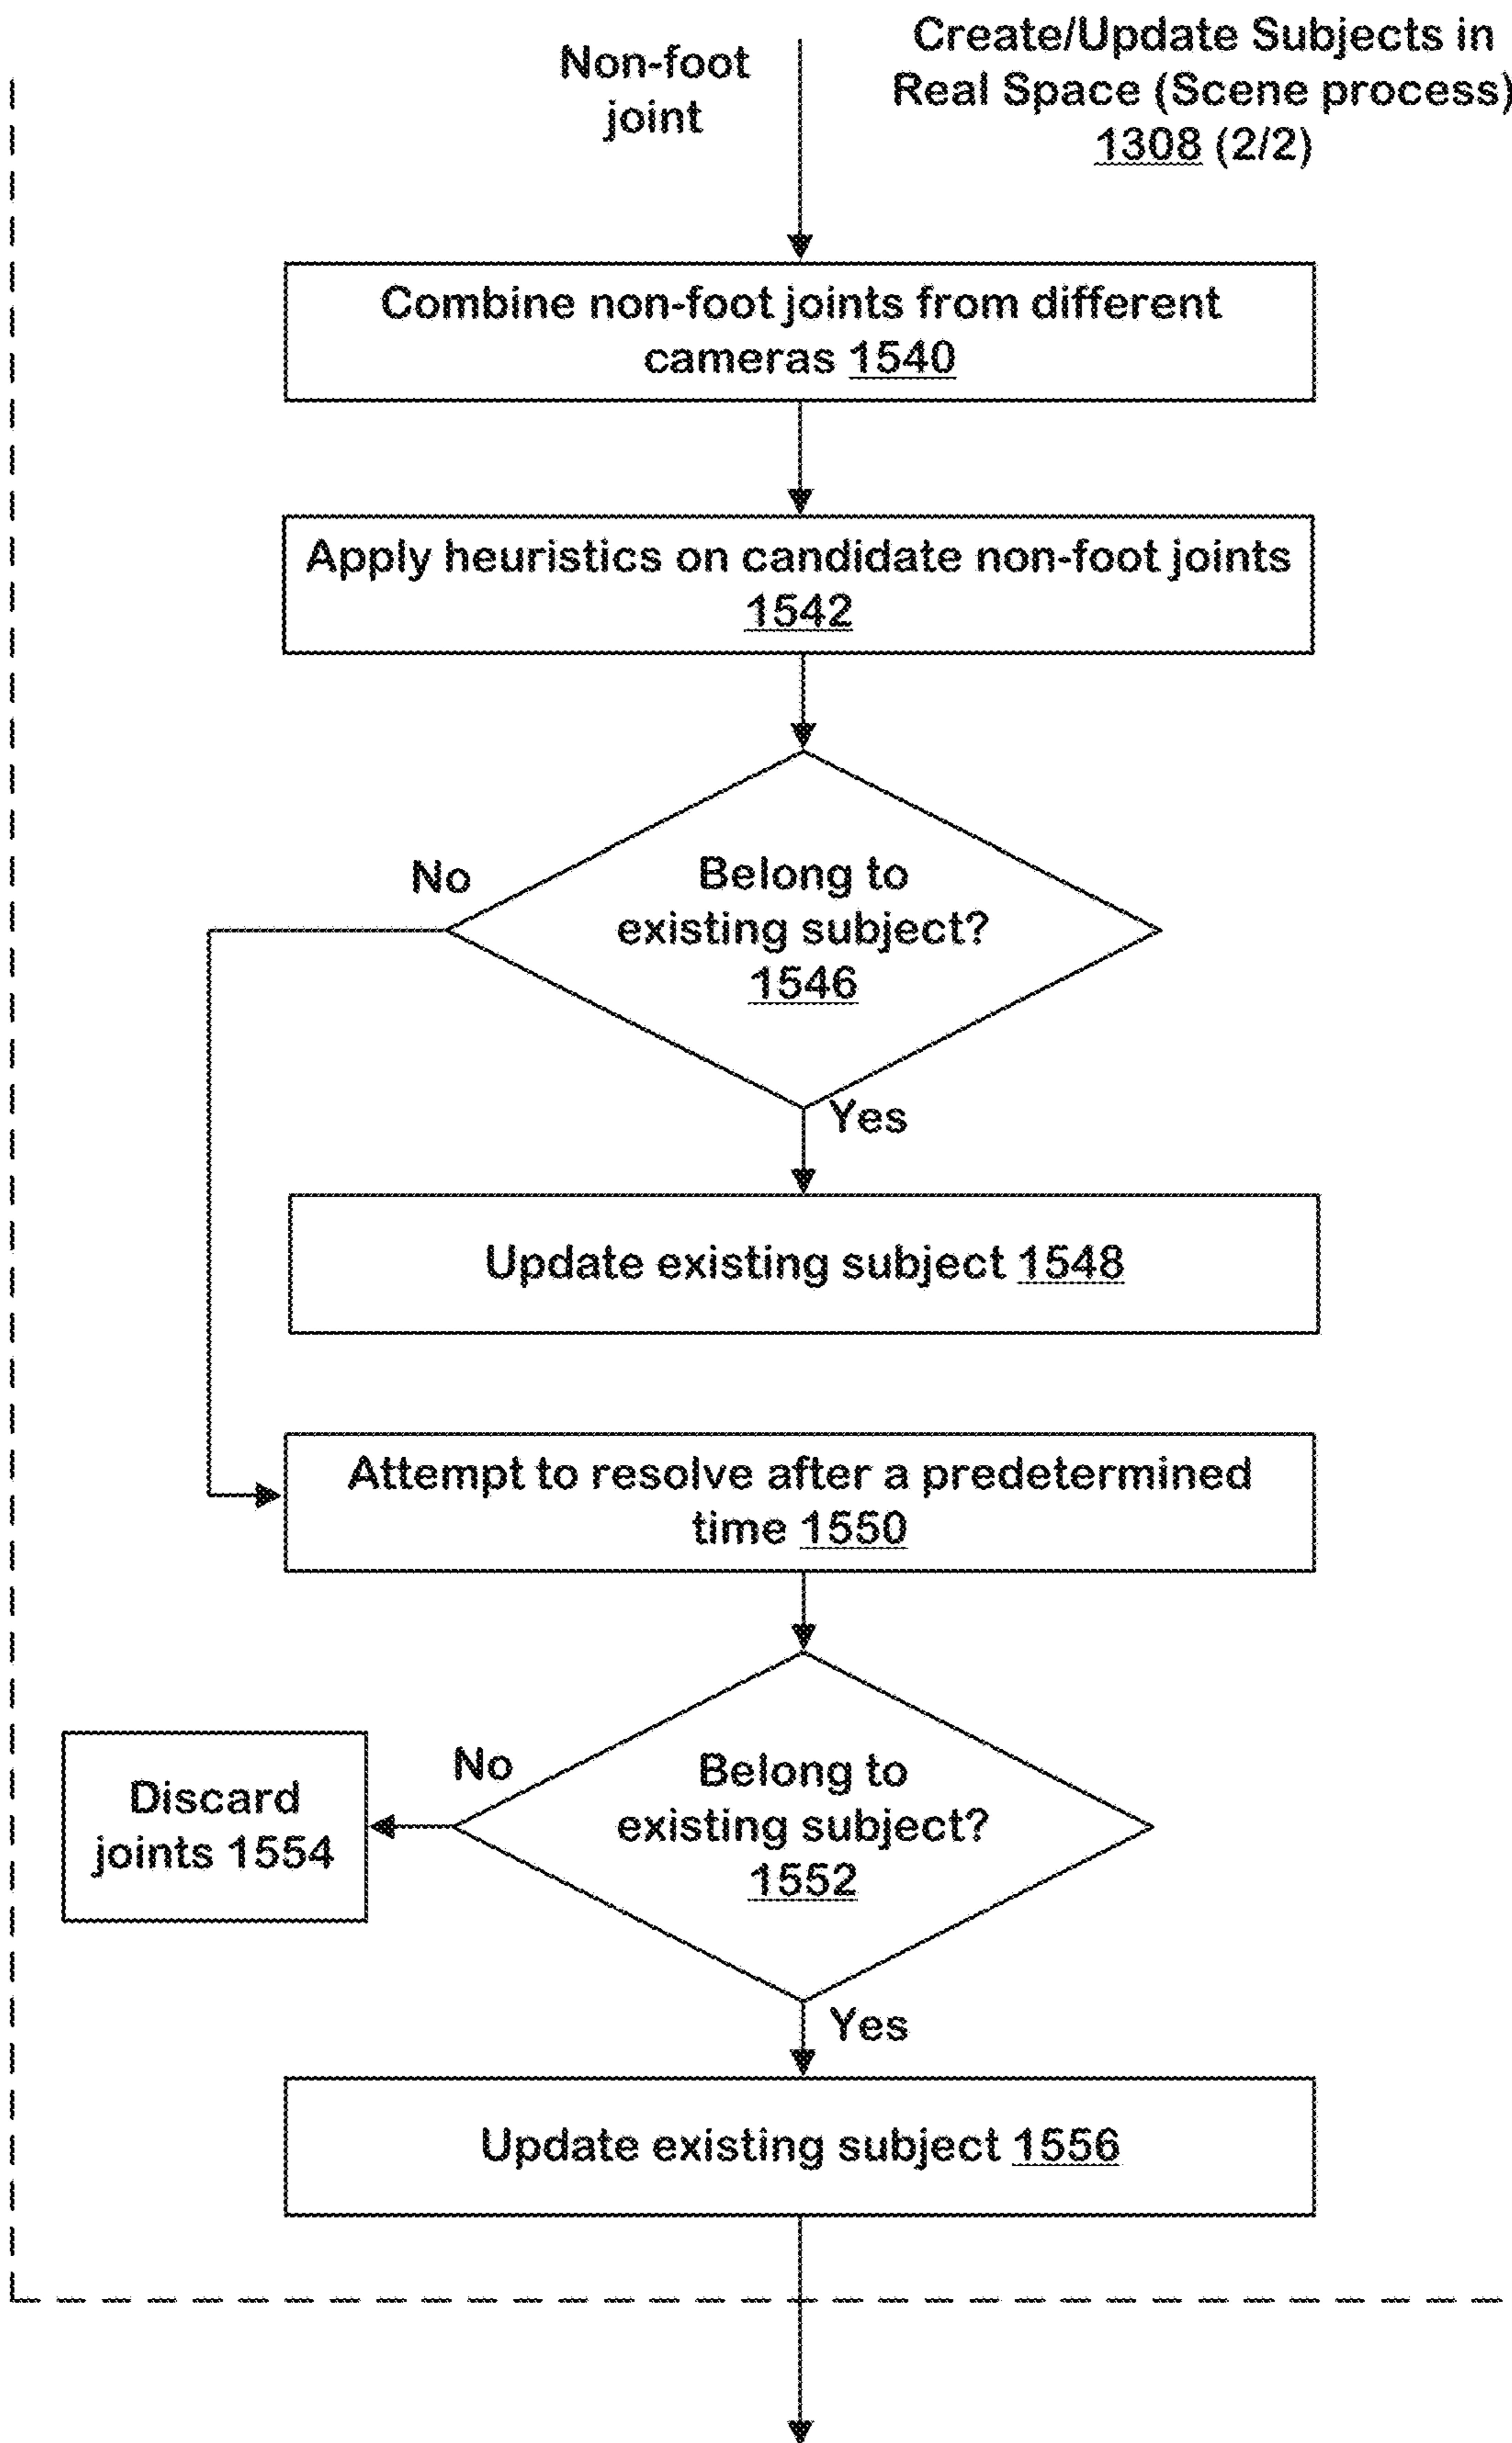 Non-foot
joint
Create/Update Subjects in
Real Space (Scene process)
1308 (2/2)
Combine non-foot joints from different
cameras 1540
Apply heuristics on candidate non-foot joints
1542
No
Belong to
existing subject?
1546
Yes
Update existing subject 1548
Attempt to resolve after a predetermined
time 1550
Discard
joints 1554
No
Belong to
existing subject?
1552
Yes
Update existing subject 1556